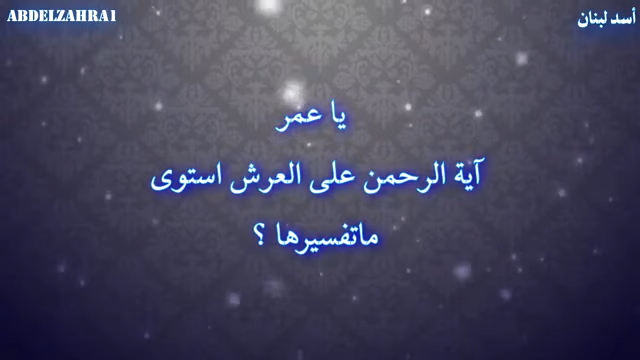 ABDELZAHRA1
أسد لبنان
يا عمر
آية الرحمن على العرش استوى
ماتفسيرها ؟